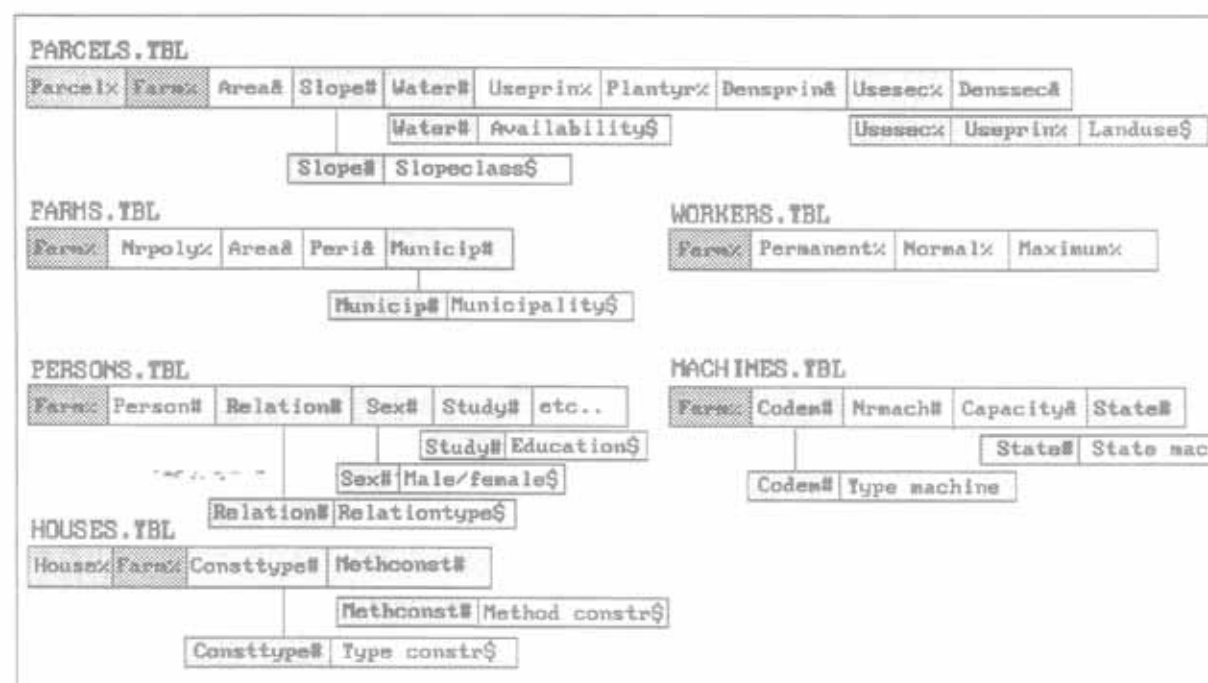 PARCELS.TBL
Parcel% Farm% Area& Slope# Water# Useprin% Plantyr% Densprin& Usesec% Denssec&
Water# Availability$ Usesec% Useprin% Landuse$
Slope# Slopeclass$
FARMS.TBL WORKERS.TBL
Farm% Nrpoly% Area& Peri& Municip# Farm% Permanent% Normal% Maximum%
Municip# Municipality$
PERSONS.TBL MACHINES.TBL
Farm% Person# Relation# Sex# Study# etc.. Farm% Codem# Nrmach# Capacity& State#
Study# Education$ State# State mac
Sex# Male/female$ Codem# Type machine
Relation# Relationtype$
HOUSES.TBL
House% Farm% Consttype# Methconst#
Methconst# Method constr$
Consttype# Type constr$